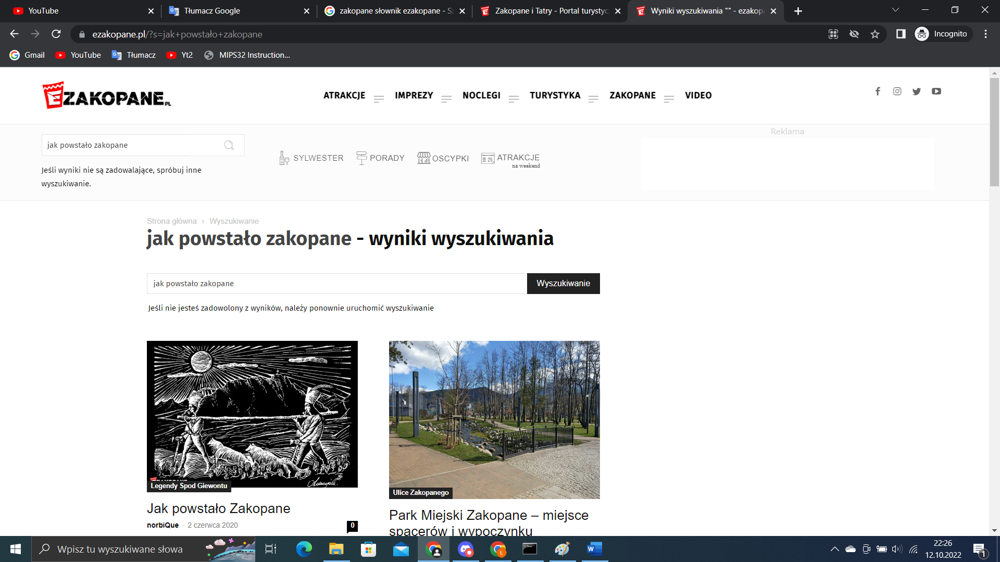 YouTube
Tłumacz Google
zakopane słownik ezakopane - S
Zakopane i Tatry - Portal turystyc
Wyniki wyszukiwania "" - ezakop
ezakopane.pl/?s=jak+powstało+zakopane
Incognito
Gmail
YouTube
Tłumacz
Yt2
MIPS32 Instruction...
EZAKOPANE.PL
ATRAKCJE
IMPREZY
NOCLEGI
TURYSTYKA
ZAKOPANE
VIDEO
Reklama
jak powstało zakopane
Jeśli wyniki nie są zadowalające, spróbuj inne
wyszukiwanie.
SYLWESTER
PORADY
OSCYPKI
25
ATRAKCJE
na weekend
Strona główna › Wyszukiwanie
jak powstało zakopane - wyniki wyszukiwania
jak powstało zakopane
Wyszukiwanie
Jeśli nie jesteś zadowolony z wyników, należy ponownie uruchomić wyszukiwanie
Legendy Spod Giewontu
Jak powstało Zakopane
norbiQue - 2 czerwca 2020
0
Ulice Zakopanego
Park Miejski Zakopane – miejsce
spacerów i wypoczynku
Wpisz tu wyszukiwane słowa
22:26
12.10.2022
1